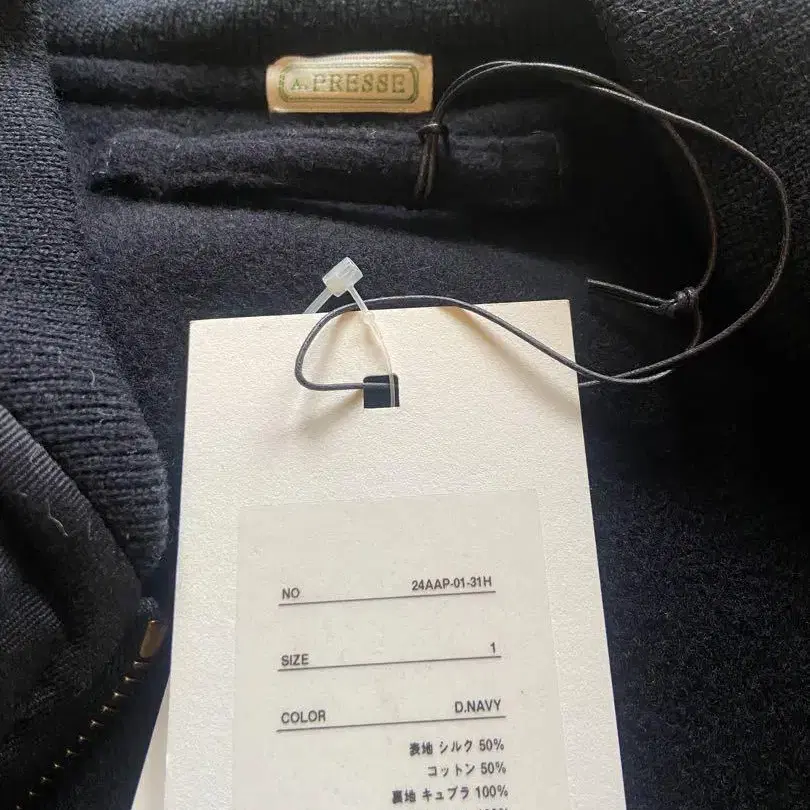 A. PRESSE
NO 24AAP-01-31H
SIZE 1
COLOR D.NAVY
表地 シルク 50%
コットン 50%
裏地 キュプラ 100%